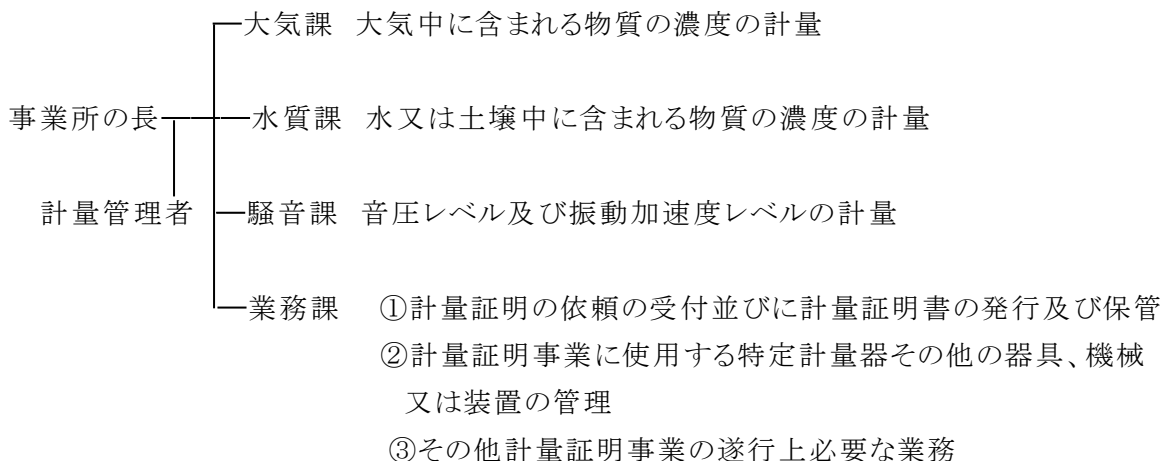 大気課 大気中に含まれる物質の濃度の計量
事業所の長 水質課 水又は土壌中に含まれる物質の濃度の計量
計量管理者 騒音課 音圧レベル及び振動加速度レベルの計量
業務課 ①計量証明の依頼の受付並びに計量証明書の発行及び保管
②計量証明事業に使用する特定計量器その他の器具、機械
又は装置の管理
③その他計量証明事業の遂行上必要な業務